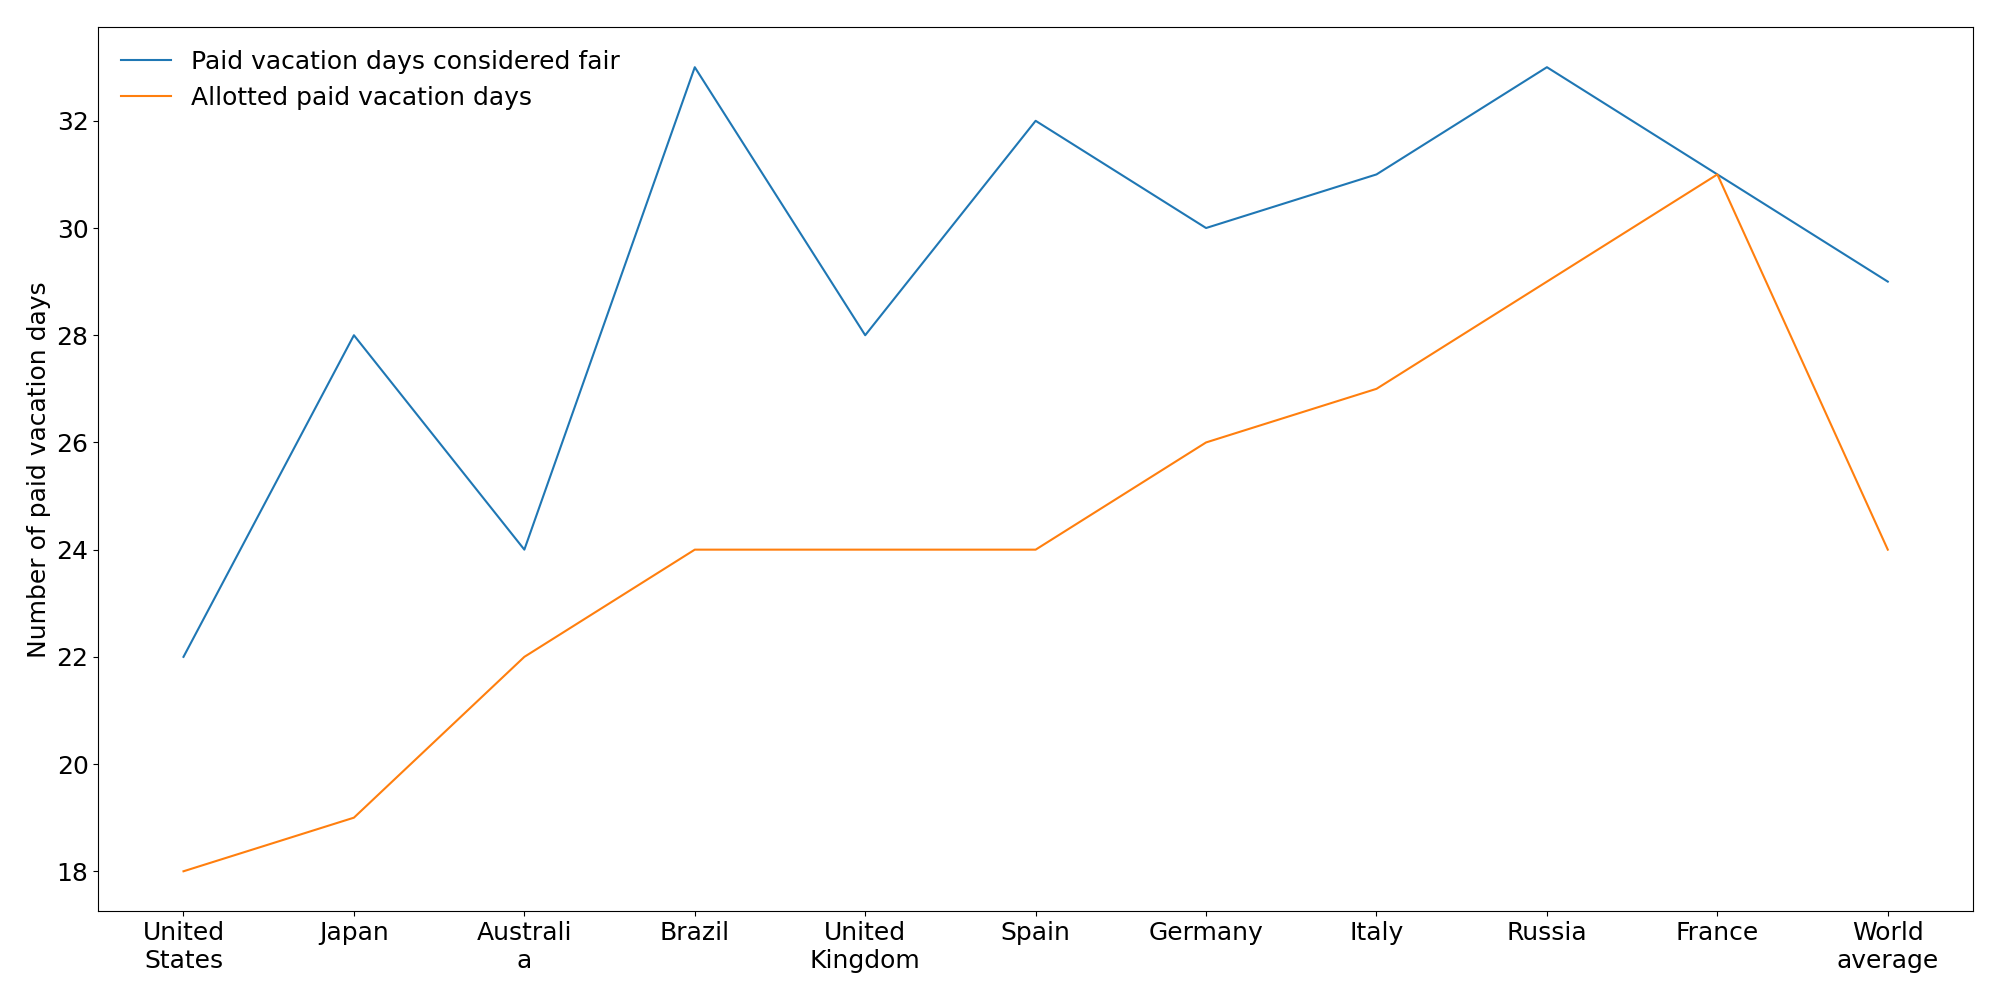 Paid vacation days considered fair
Allotted paid vacation days
Number of paid vacation days
32
30
28
26
24
22
20
18
United
States
Japan
Australi
a
Brazil
United
Kingdom
Spain
Germany
Italy
Russia
France
World
average